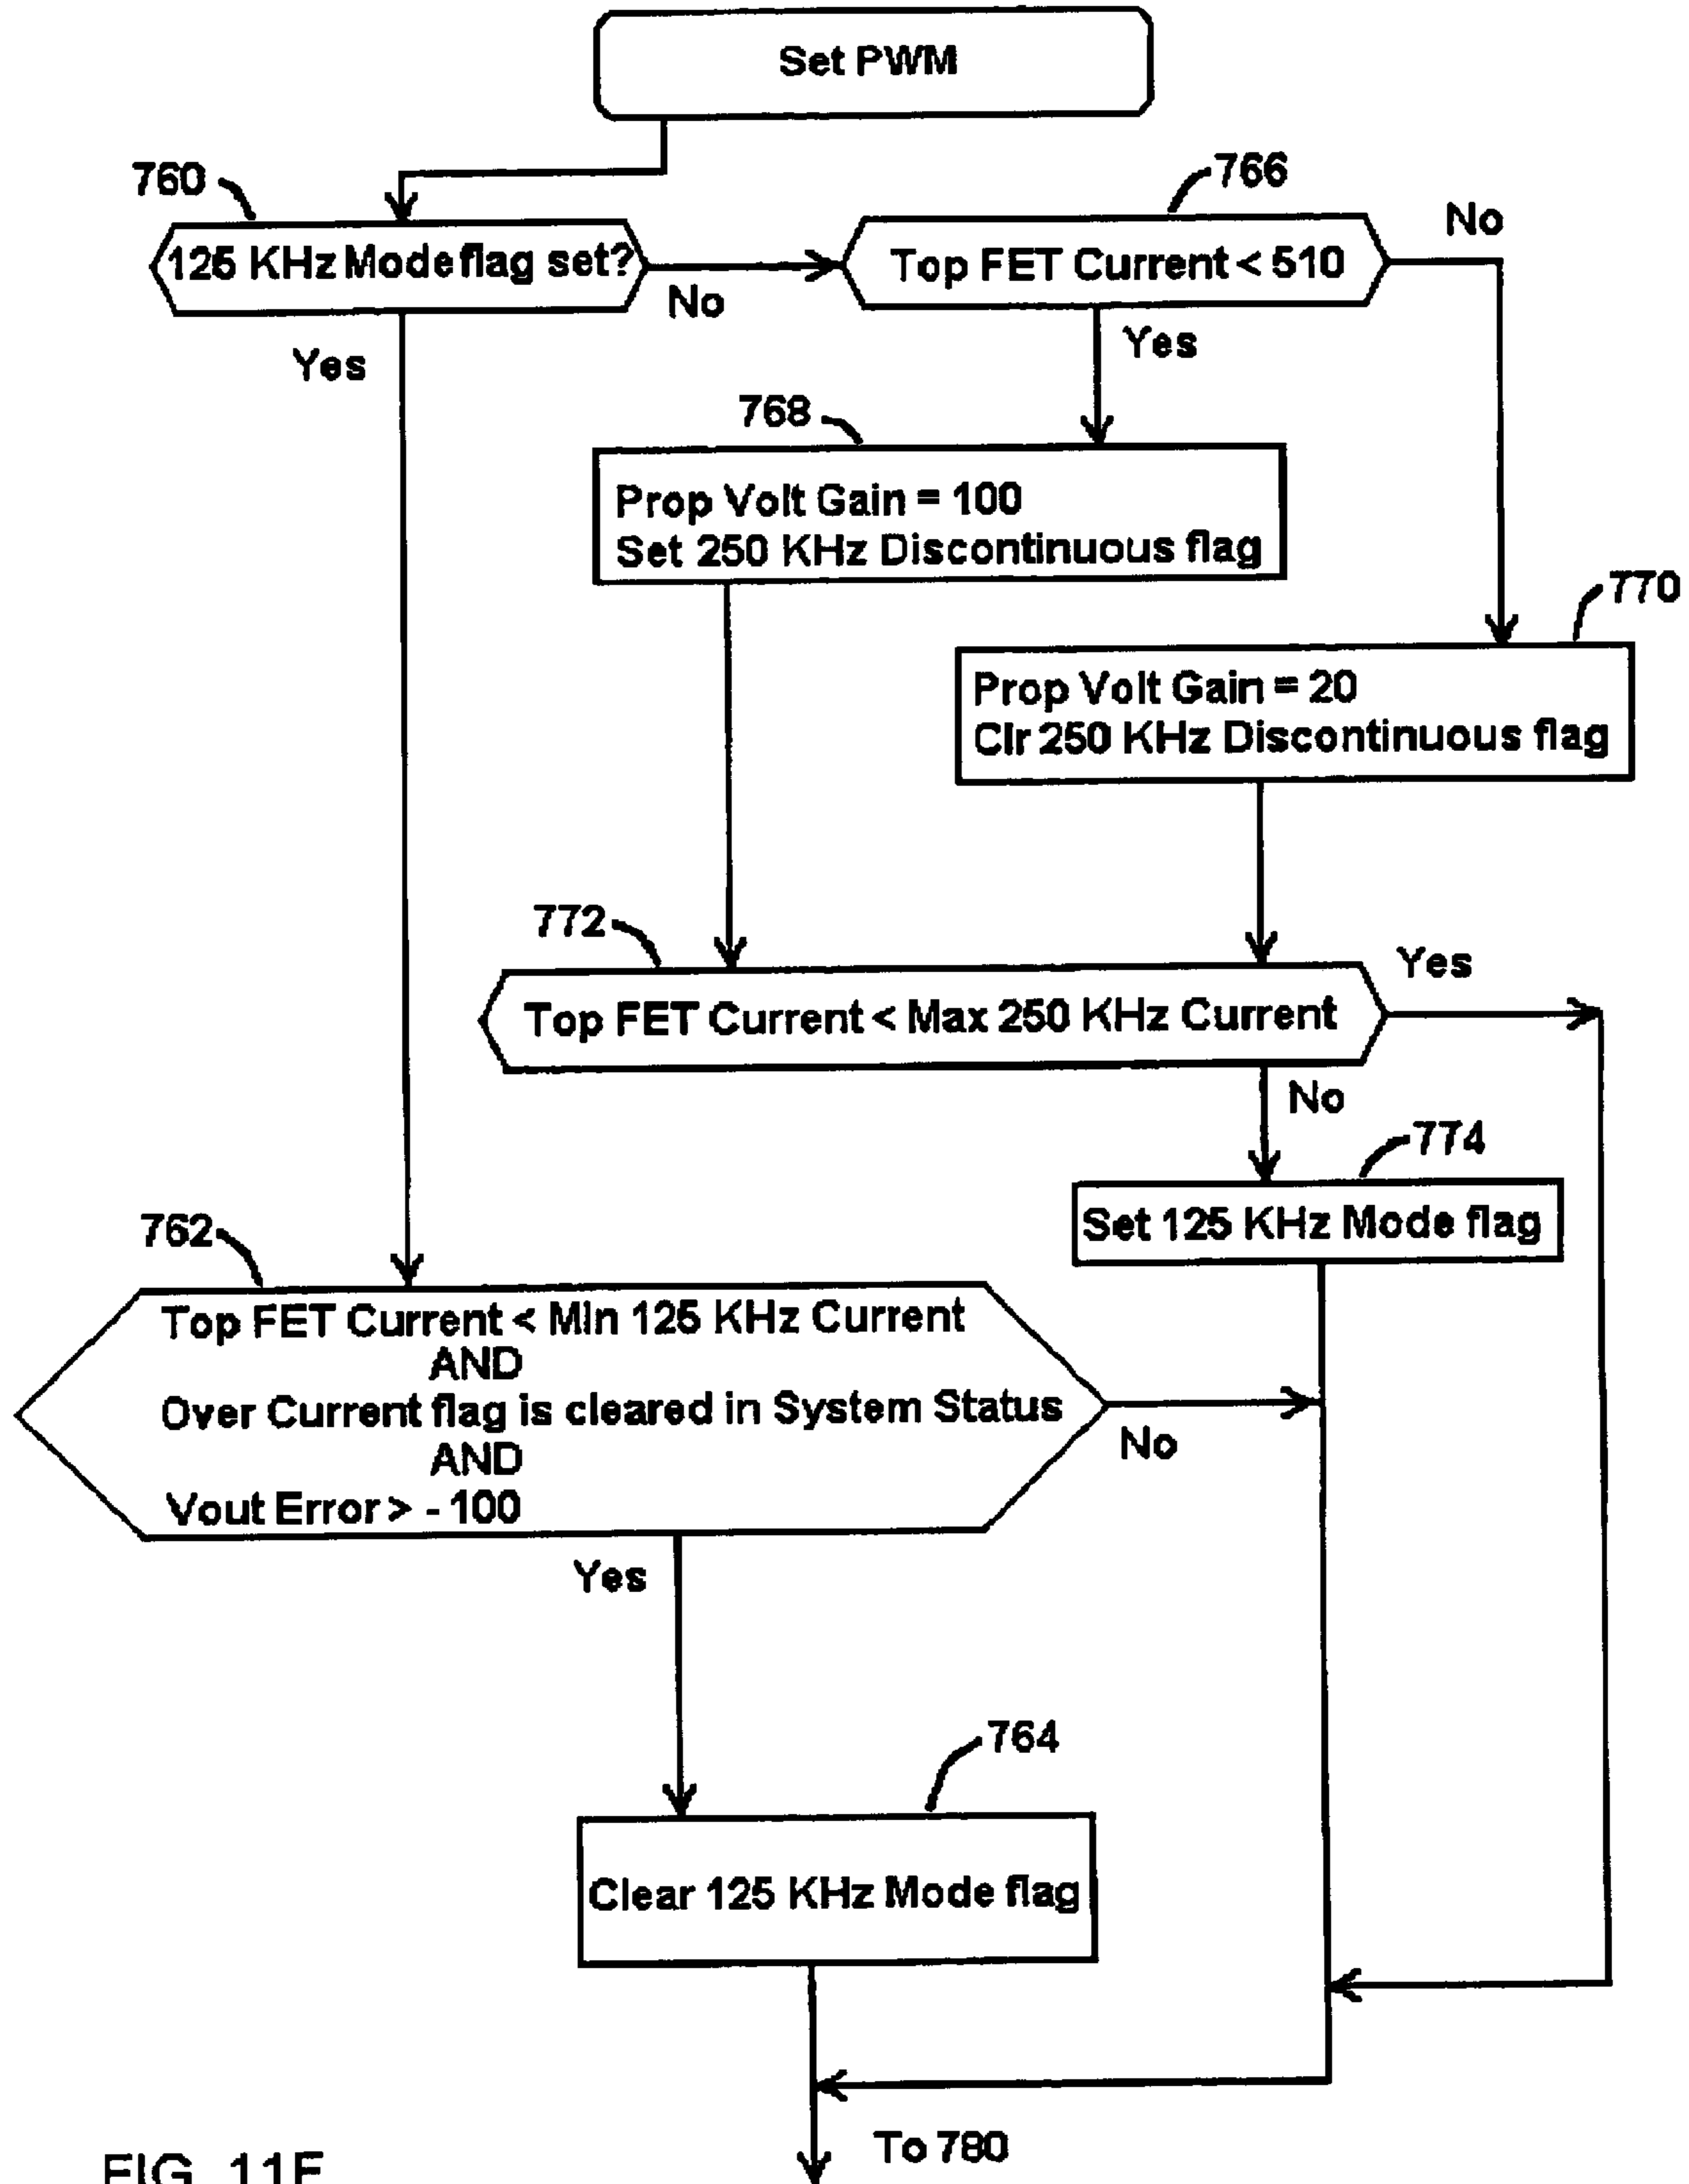 Set PWM
760
766
125 KHz Mode flag set?
No
Top FET Current < 510
No
Yes
Yes
768
Prop Volt Gain = 100
Set 250 KHz Discontinuous flag
770
Prop Volt Gain = 20
Clr 250 KHz Discontinuous flag
772
Top FET Current < Max 250 KHz Current
Yes
No
774
Set 125 KHz Mode flag
762
Top FET Current < Min 125 KHz Current
AND
Over Current flag is cleared in System Status
AND
Vout Error > - 100
No
Yes
764
Clear 125 KHz Mode flag
To 780
FIG. 11F